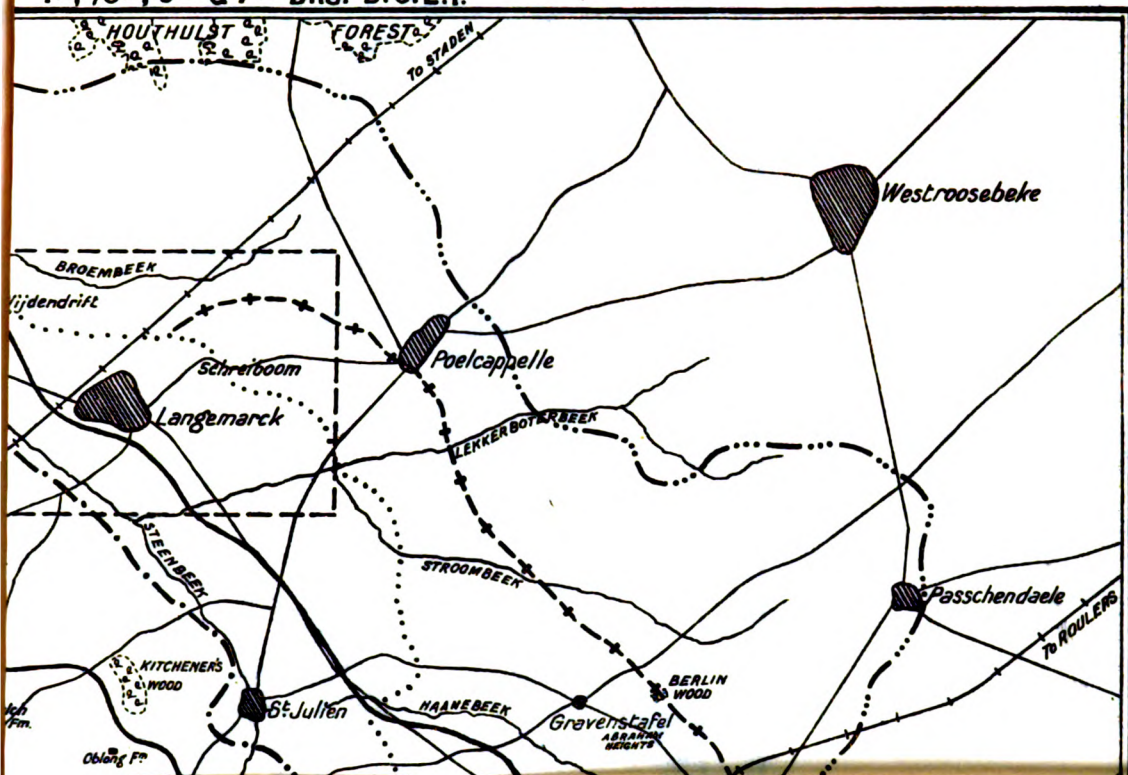 HOUTHULST FOREST
TO STADEN
Westroosebeke
BROEMBEEK
Poelcappelle
Schreiboom
Langemarck
LEKKERBOTERBEEK
STEENBEEK
STROOMBEEK
Passchendaele
TO ROULERS
KITCHENER'S
WOOD
BERLIN
WOOD
St. Julien
HAANEBEEK
Gravenstafel
ABRAHAM
HEIGHTS
Fm.
Oblong Fm